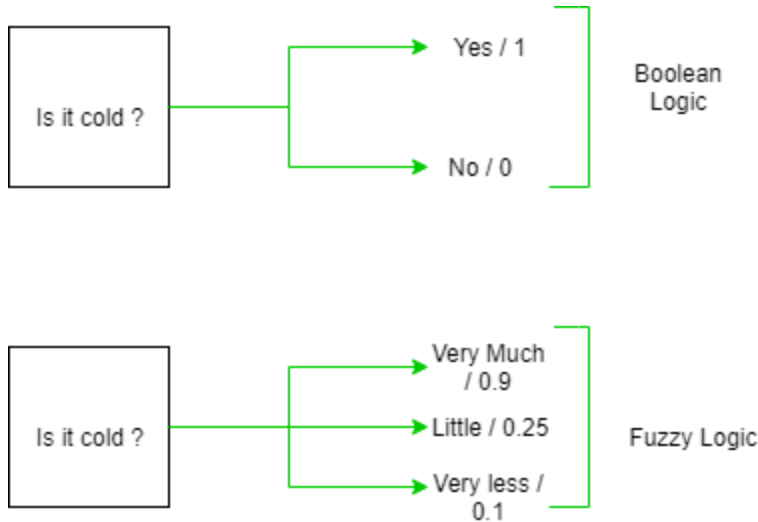 Is it cold ?
Yes / 1
No / 0
Boolean
Logic
Is it cold ?
Very Much
/ 0.9
Little / 0.25
Very less /
0.1
Fuzzy Logic